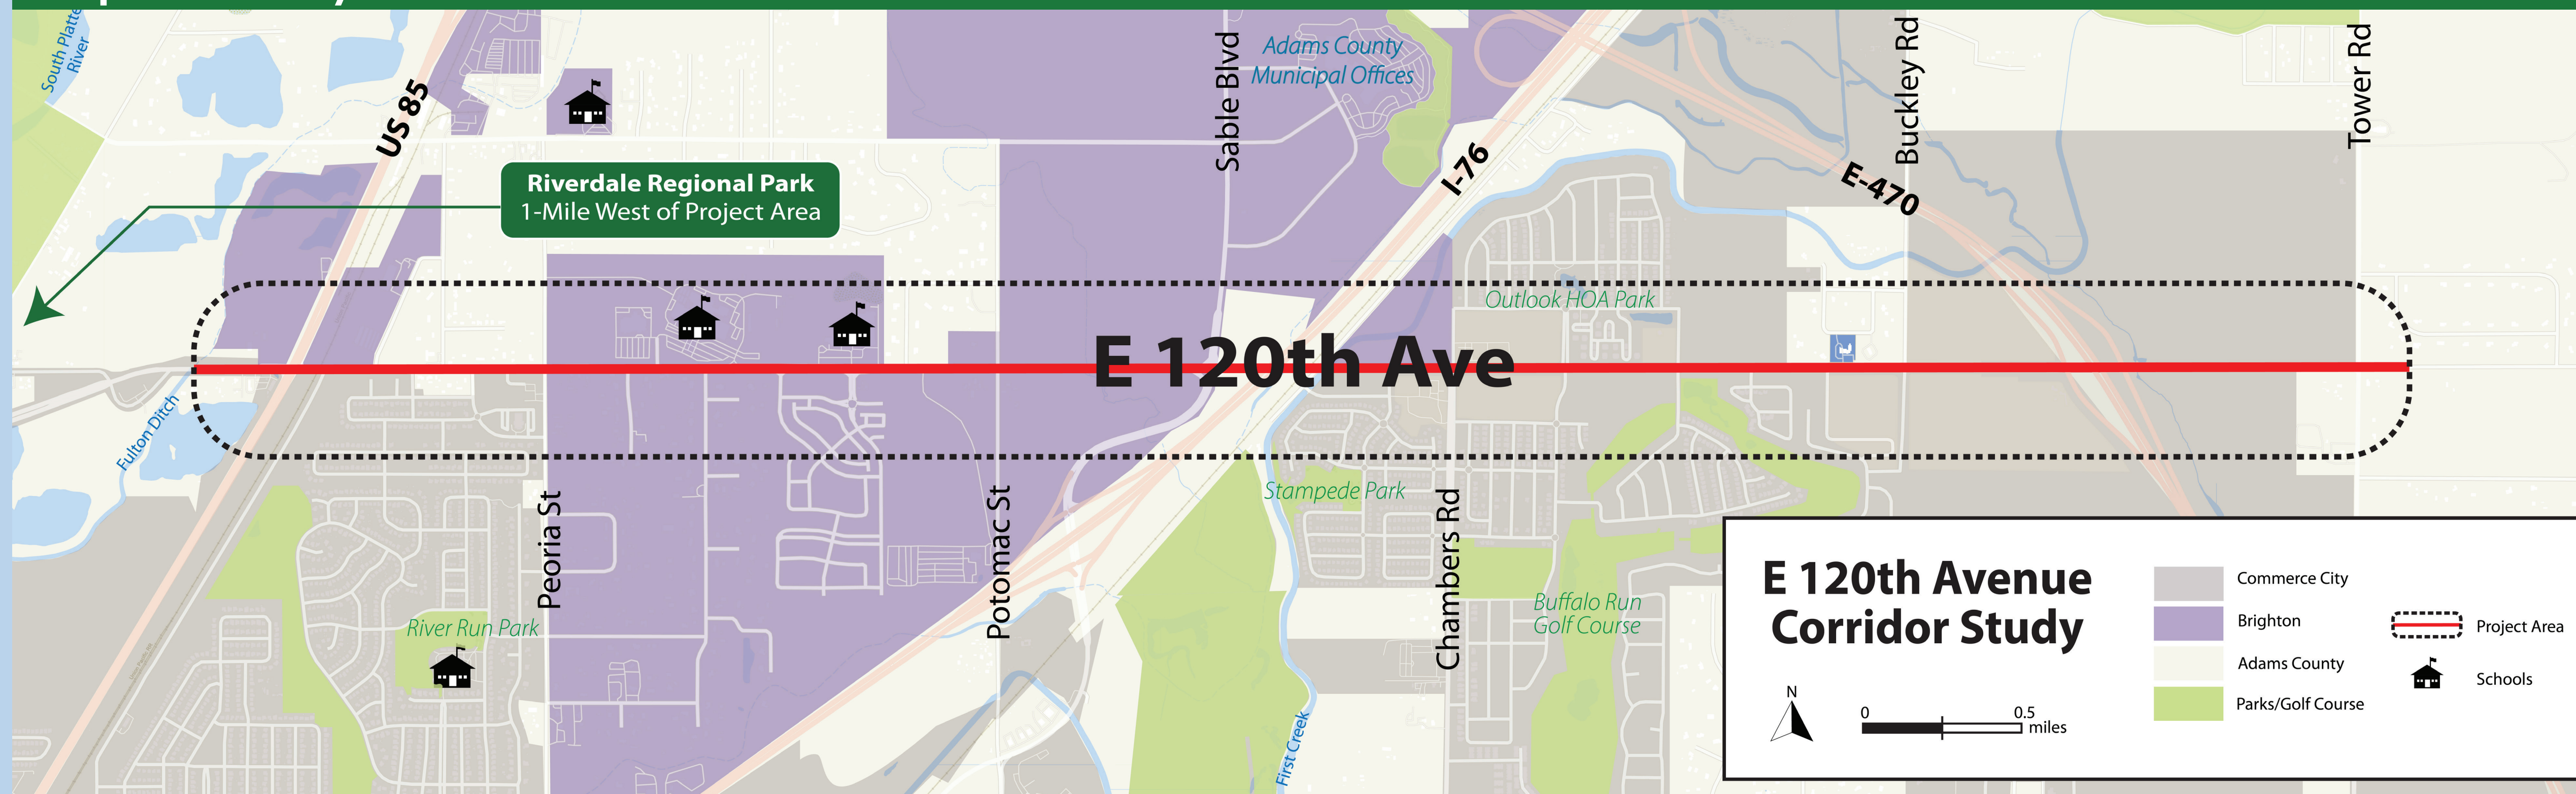 South Platte
River
US 85
Sable Blvd
Adams County
Municipal Offices
I-76
Buckley Rd
E-470
Tower Rd
Riverdale Regional Park
1-Mile West of Project Area
Outlook HOA Park
E 120th Ave
Fulton Ditch
Peoria St
Potomac St
Stampede Park
Chambers Rd
River Run Park
Buffalo Run
Golf Course
First Creek
E 120th Avenue
Corridor Study
N
0
0.5
miles
Commerce City
Brighton
Adams County
Parks/Golf Course
Project Area
Schools